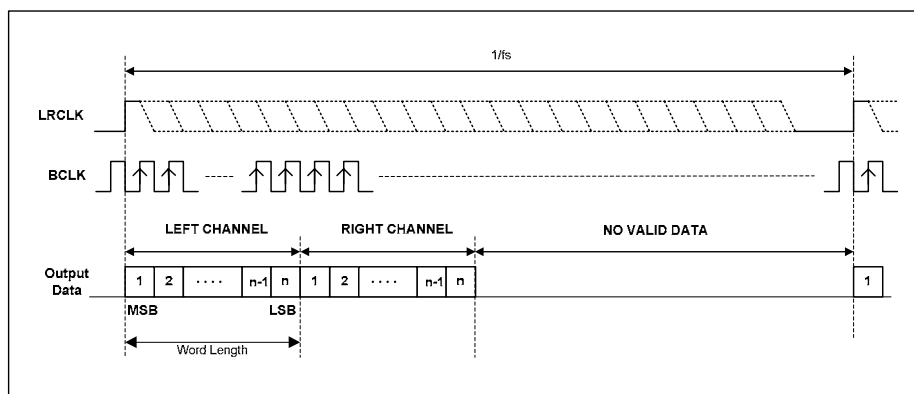 1/fs
LRCLK
BCLK
LEFT CHANNEL RIGHT CHANNEL NO VALID DATA
Output
Data
1 2 .... n-1 n 1 2 .... n-1 n 1
MSB LSB
Word Length